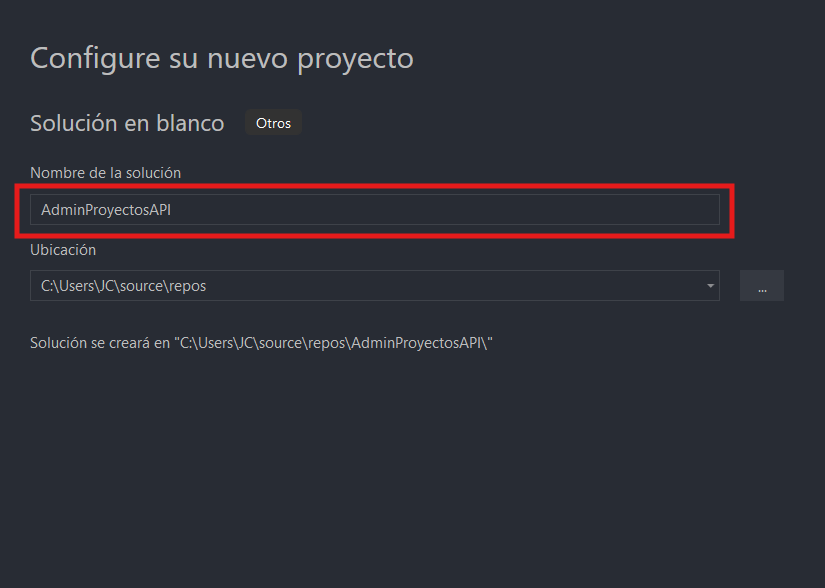 Configure su nuevo proyecto
Solución en blanco Otros
Nombre de la solución
AdminProyectosAPI
Ubicación
C:\Users\JC\source\repos
...
Solución se creará en "C:\Users\JC\source\repos\AdminProyectosAPI\"